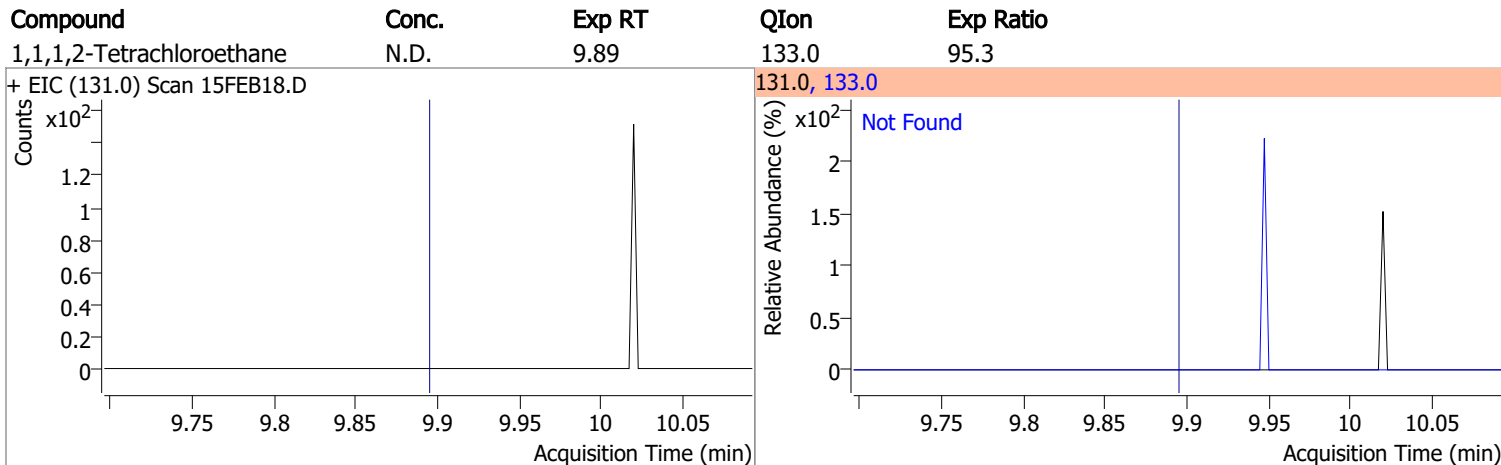 Compound Conc. Exp RT QIon Exp Ratio
1,1,1,2-Tetrachloroethane N.D. 9.89 133.0 95.3
+ EIC (131.0) Scan 15FEB18.D
Counts
x10²
1.2
1
0.8
0.6
0.4
0.2
0
9.75 9.8 9.85 9.9 9.95 10 10.05
Acquisition Time (min)
131.0, 133.0
Relative Abundance (%)
x10²
Not Found
2
1.5
1
0.5
0
9.75 9.8 9.85 9.9 9.95 10 10.05
Acquisition Time (min)